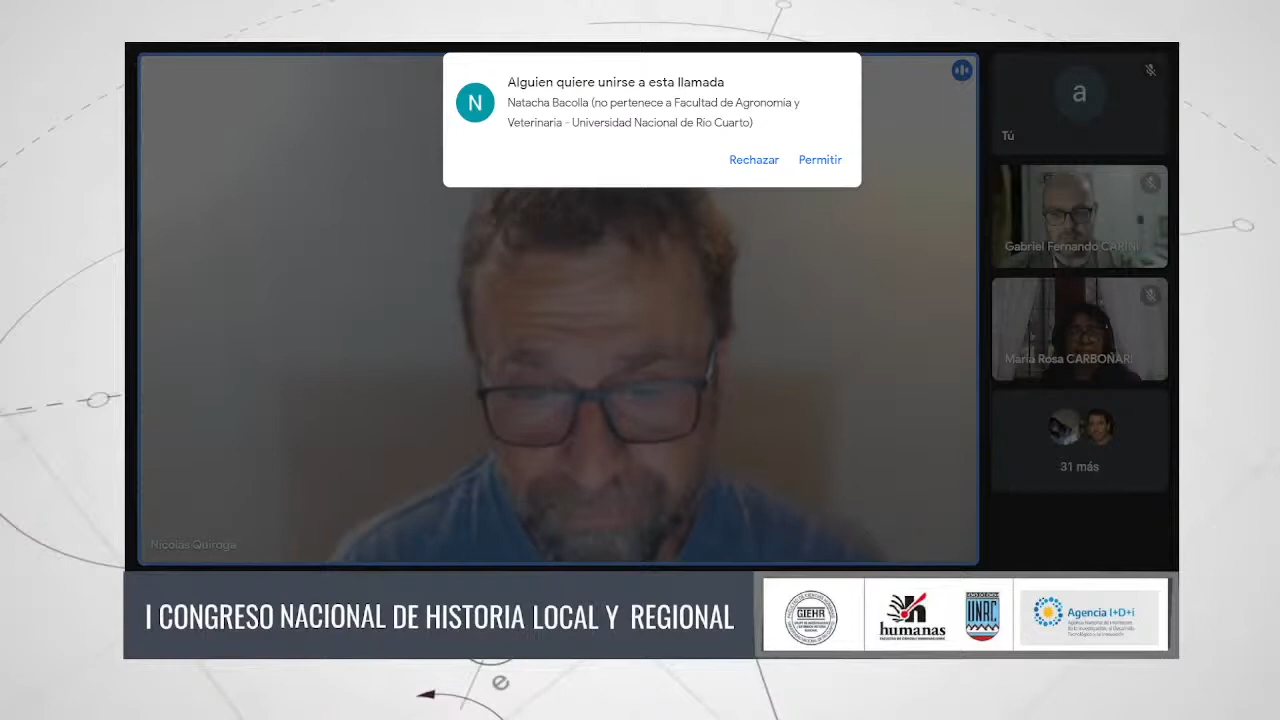 Alguien quiere unirse a esta llamada
N
Natacha Bacolla (no pertenece a Facultad de Agronomía y
Veterinaria - Universidad Nacional de Río Cuarto)
Rechazar
Permitir
a
Tú
Gabriel Fernando CARINI
María Rosa CARBONARI
31 más
Nicolás Quiroga
I CONGRESO NACIONAL DE HISTORIA LOCAL Y REGIONAL
GIEHR
humanas
UNRC
Agencia I+D+i
e